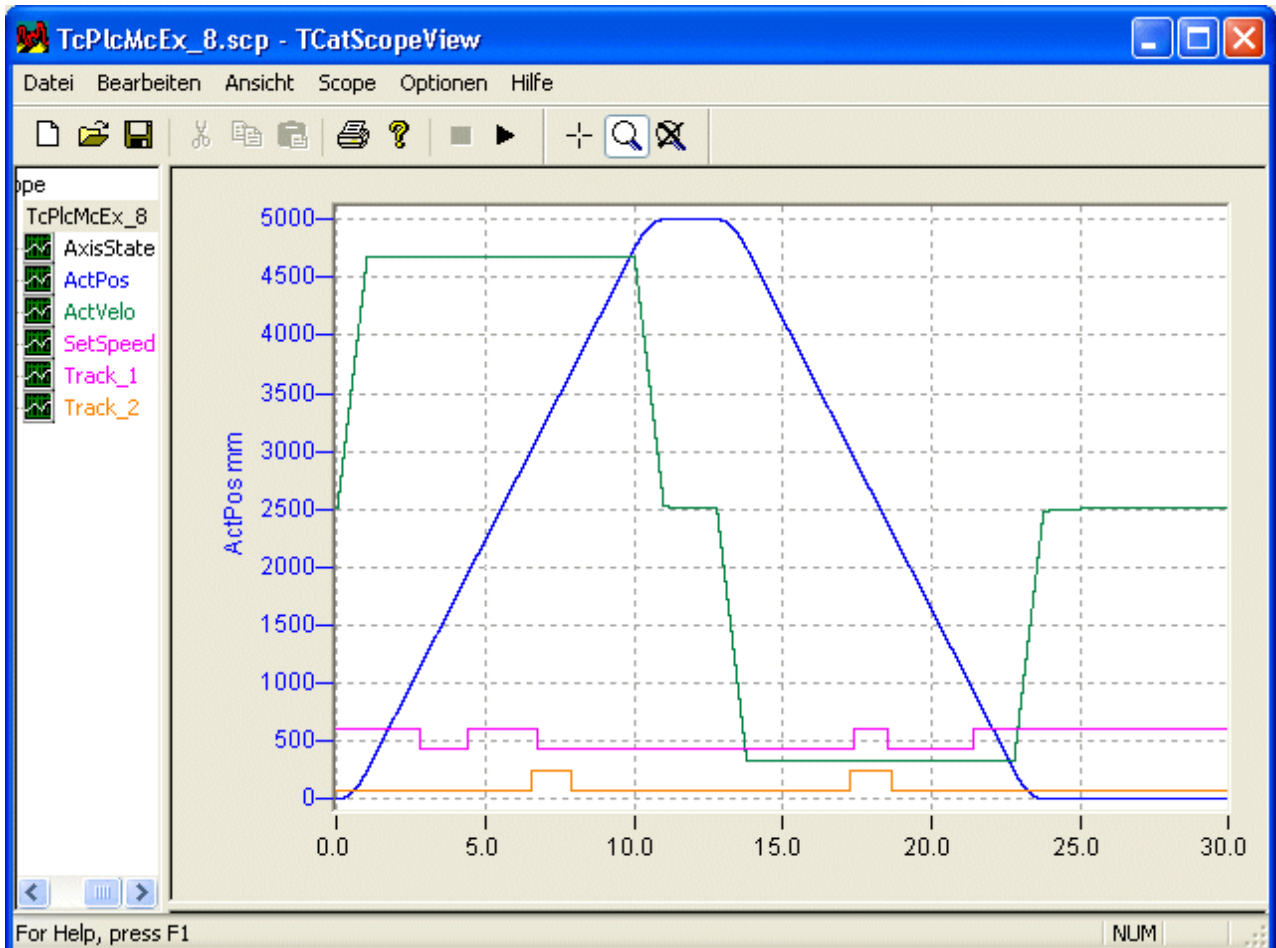 TcPlcMcEx_8.scp - TCatScopeView
Datei Bearbeiten Ansicht Scope Optionen Hilfe
ope
TcPlcMcEx_8
AxisState
ActPos
ActVelo
SetSpeed
Track_1
Track_2
ActPos mm
5000
4500
4000
3500
3000
2500
2000
1500
1000
500
0
0.0 5.0 10.0 15.0 20.0 25.0 30.0
For Help, press F1 NUM